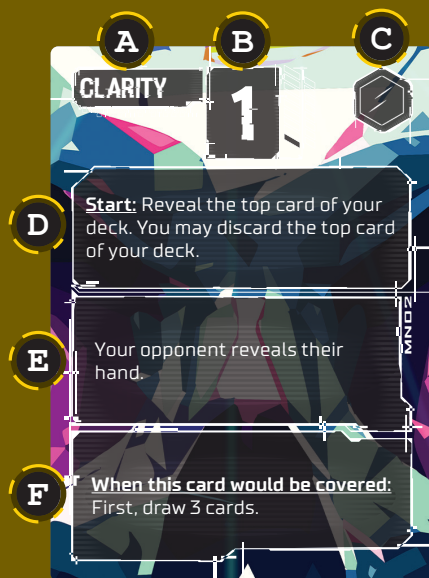 A
B
C
CLARITY
1
D
Start: Reveal the top card of your
deck. You may discard the top card
of your deck.
MN02
E
Your opponent reveals their
hand.
F
When this card would be covered:
First, draw 3 cards.